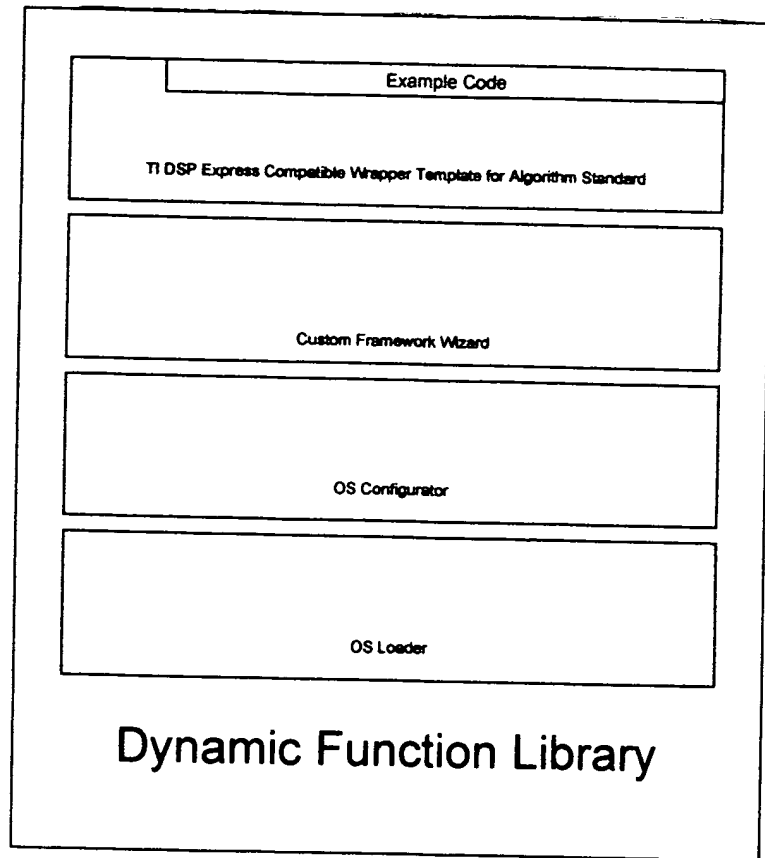 Example Code
TI DSP Express Compatible Wrapper Template for Algorithm Standard
Custom Framework Wizard
OS Configurator
OS Loader
Dynamic Function Library